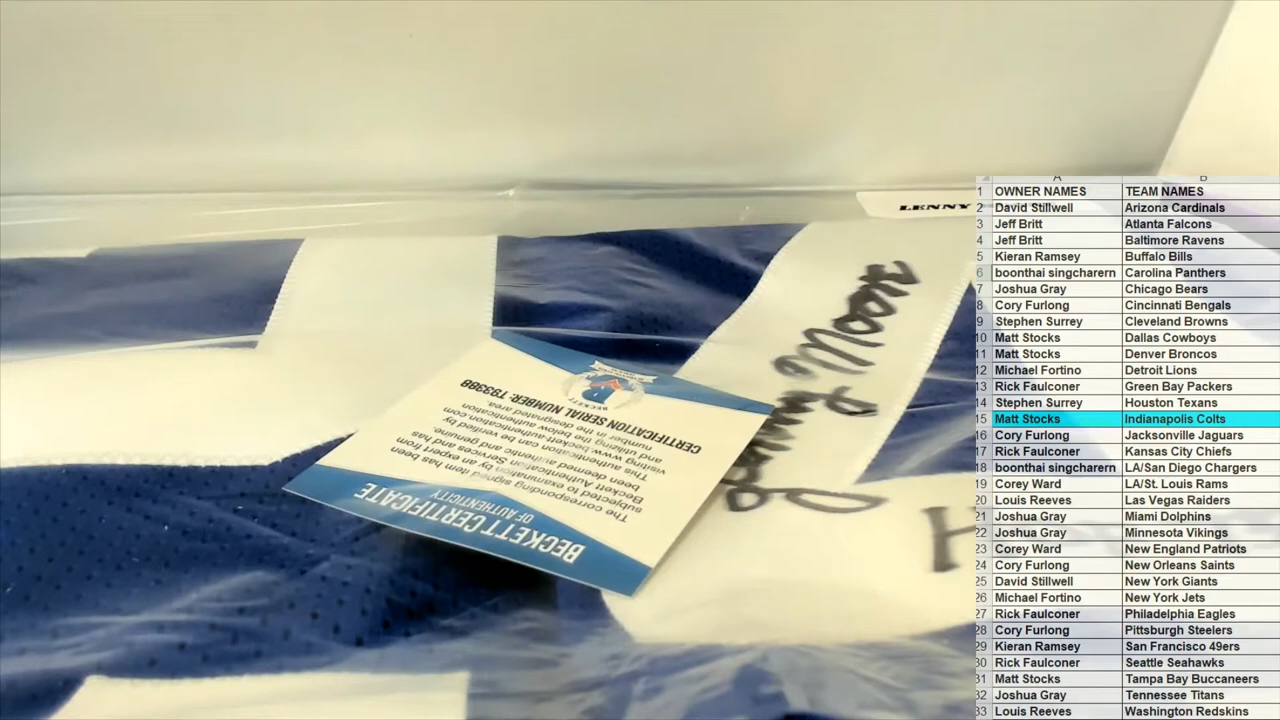 LENNY
A B
1 OWNER NAMES TEAM NAMES
2 David Stillwell Arizona Cardinals
3 Jeff Britt Atlanta Falcons
4 Jeff Britt Baltimore Ravens
5 Kieran Ramsey Buffalo Bills
6 boonthai singcharern Carolina Panthers
7 Joshua Gray Chicago Bears
8 Cory Furlong Cincinnati Bengals
9 Stephen Surrey Cleveland Browns
10 Matt Stocks Dallas Cowboys
11 Matt Stocks Denver Broncos
12 Michael Fortino Detroit Lions
13 Rick Faulconer Green Bay Packers
14 Stephen Surrey Houston Texans
15 Matt Stocks Indianapolis Colts
16 Cory Furlong Jacksonville Jaguars
17 Rick Faulconer Kansas City Chiefs
18 boonthai singcharern LA/San Diego Chargers
19 Corey Ward LA/St. Louis Rams
20 Louis Reeves Las Vegas Raiders
21 Joshua Gray Miami Dolphins
22 Joshua Gray Minnesota Vikings
23 Corey Ward New England Patriots
24 Cory Furlong New Orleans Saints
25 David Stillwell New York Giants
26 Michael Fortino New York Jets
27 Rick Faulconer Philadelphia Eagles
28 Cory Furlong Pittsburgh Steelers
29 Kieran Ramsey San Francisco 49ers
30 Rick Faulconer Seattle Seahawks
31 Matt Stocks Tampa Bay Buccaneers
32 Joshua Gray Tennessee Titans
33 Louis Reeves Washington Redskins
BECKETT CERTIFICATE
OF AUTHENTICITY
The corresponding signed item has been
subjected to examination by an expert from
Beckett Authentication Services and has
been deemed authentic and genuine.
This authentication can be verified by
visiting www.beckett-authentication.com
and utilizing the below authentication
number in the designated area.
CERTIFICATION SERIAL NUMBER: T93388
BECKETT